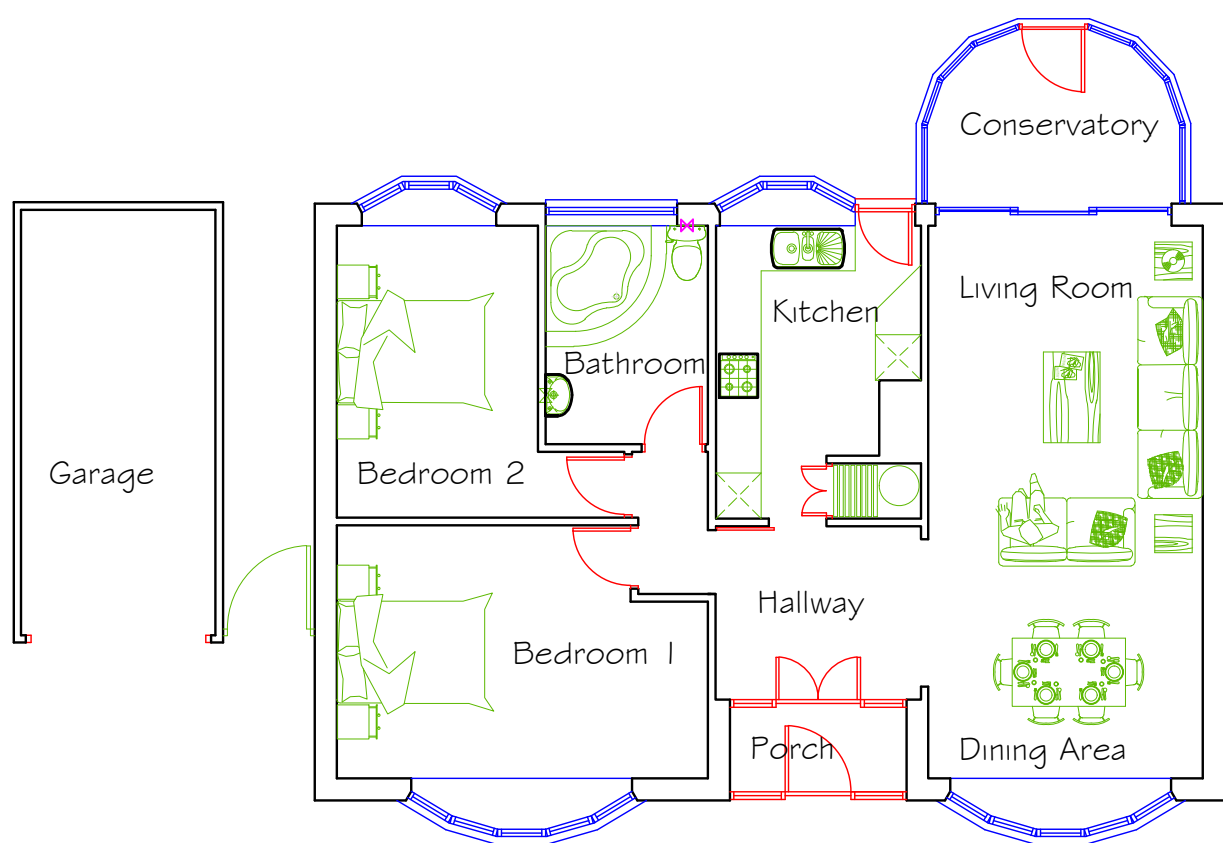 Conservatory
Living Room
Kitchen
Bathroom
Garage
Bedroom 2
Hallway
Bedroom 1
Porch
Dining Area